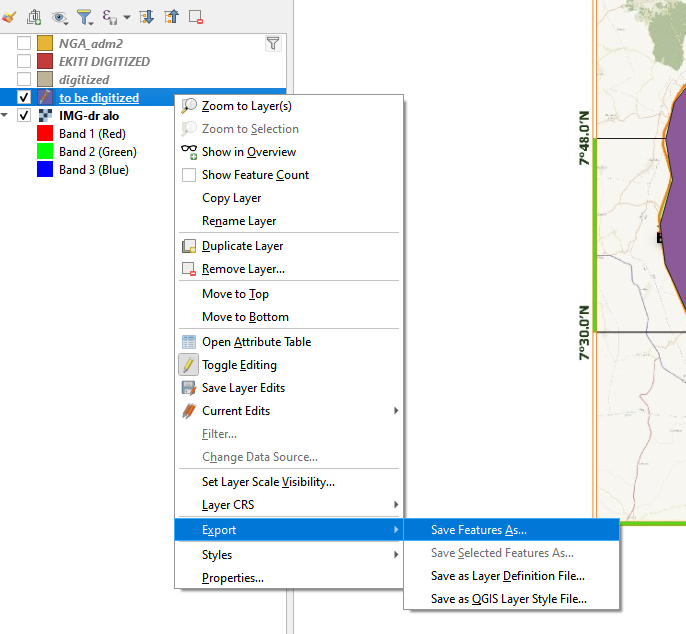 NGA_adm2
EKITI DIGITIZED
digitized
to be digitized
IMG-dr alo
Band 1 (Red)
Band 2 (Green)
Band 3 (Blue)
Zoom to Layer(s)
Zoom to Selection
Show in Overview
Show Feature Count
Copy Layer
Rename Layer
Duplicate Layer
Remove Layer...
Move to Top
Move to Bottom
Open Attribute Table
Toggle Editing
Save Layer Edits
Current Edits
Filter...
Change Data Source...
Set Layer Scale Visibility...
Layer CRS
Export
Styles
Properties...
Save Features As...
Save Selected Features As...
Save as Layer Definition File...
Save as QGIS Layer Style File...
7°48.0'N
7°30.0'N